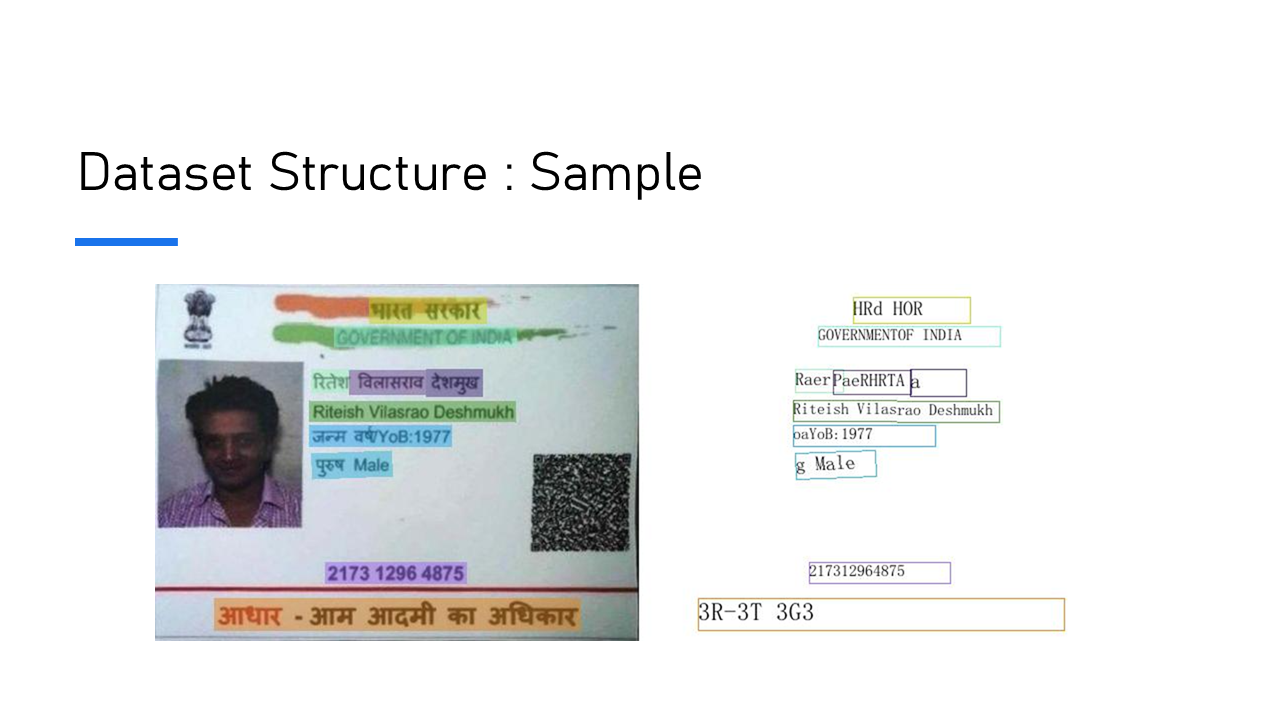 Dataset Structure : Sample
भारत सरकार
GOVERNMENT OF INDIA
रितेश विलासराव देशमुख
Riteish Vilasrao Deshmukh
जन्म वर्ष/YoB:1977
पुरुष Male
2173 1296 4875
आधार - आम आदमी का अधिकार
HRd HOR
GOVERNMENTOF INDIA
Raer PaeRHRTA a
Riteish Vilasrao Deshmukh
oaYoB:1977
g Male
217312964875
3R-3T 3G3